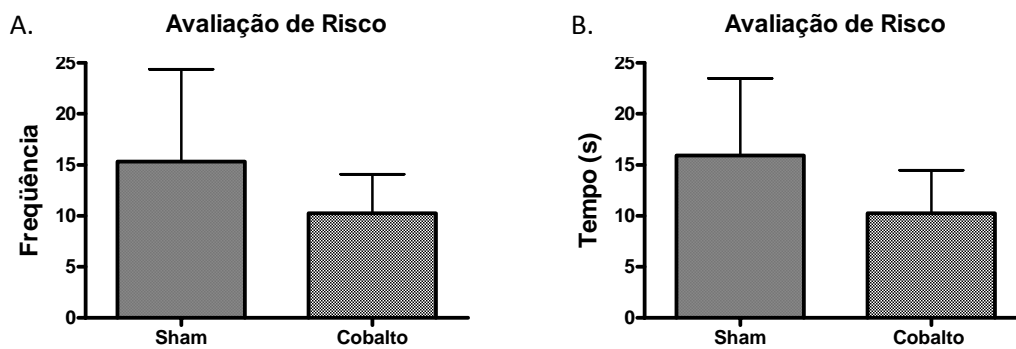 A.
Avaliação de Risco
Freqüência
25
20
15
10
5
0
Sham Cobalto
B.
Avaliação de Risco
Tempo (s)
25
20
15
10
5
0
Sham Cobalto